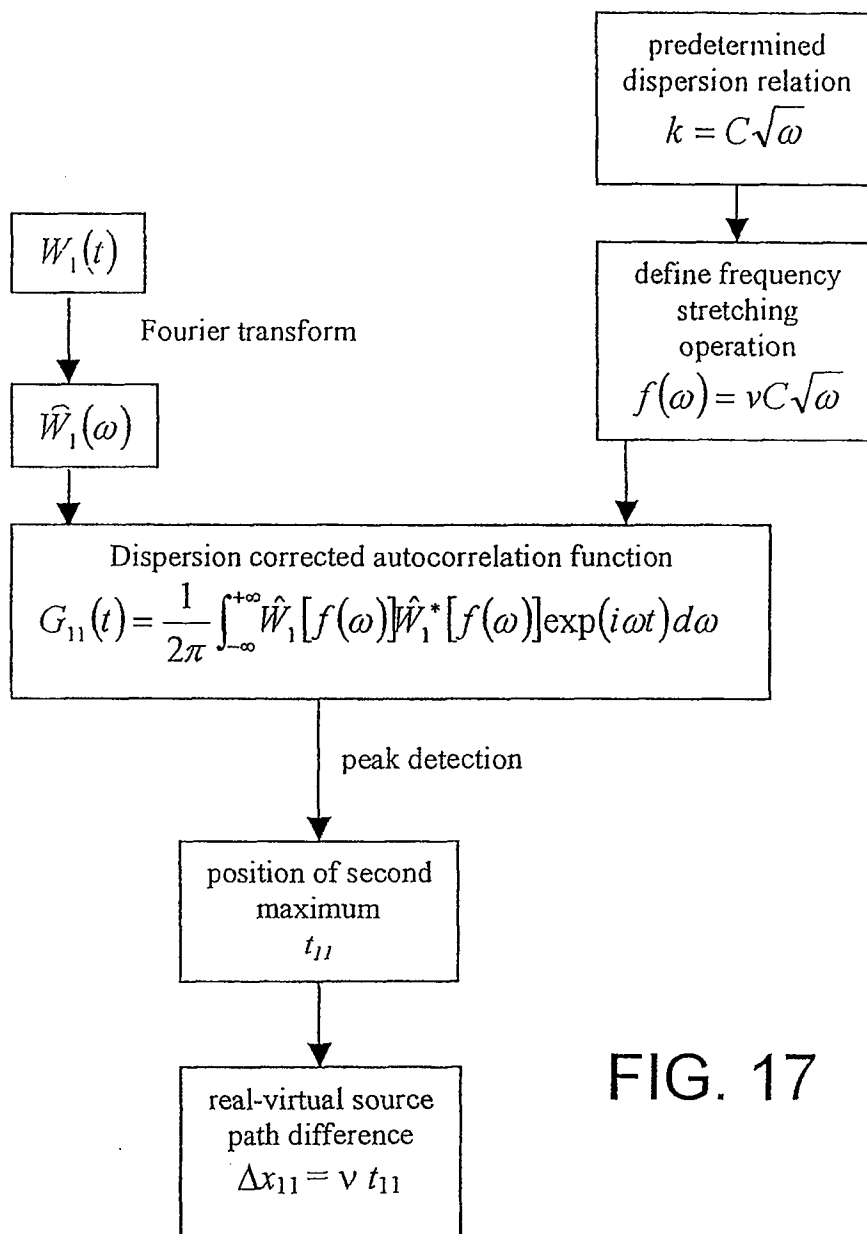 predetermined
dispersion relation
k = C√ω
W₁(t)
Fourier transform
Ŵ₁(ω)
define frequency
stretching
operation
f(ω) = νC√ω
Dispersion corrected autocorrelation function
G₁₁(t) = 1/2π ∫_{-∞}^{+∞} Ŵ₁[f(ω)]Ŵ₁*[f(ω)]exp(iωt)dω
peak detection
position of second
maximum
t₁₁
real-virtual source
path difference
Δx₁₁ = ν t₁₁
FIG. 17